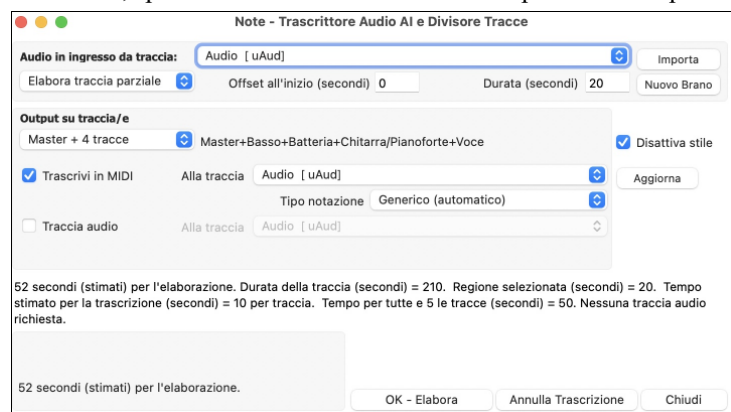 Note - Trascrittore Audio AI e Divisore Tracce
Audio in ingresso da traccia: Audio [ uAud] Importa
Elabora traccia parziale Offset all'inizio (secondi) 0 Durata (secondi) 20 Nuovo Brano
Output su traccia/e
Master + 4 tracce Master+Basso+Batteria+Chitarra/Pianoforte+Voce Disattiva stile
Trascrivi in MIDI Alla traccia Audio [ uAud] Aggiorna
Tipo notazione Generico (automatico)
Traccia audio Alla traccia Audio [ uAud]
52 secondi (stimati) per l'elaborazione. Durata della traccia (secondi) = 210. Regione selezionata (secondi) = 20. Tempo
stimato per la trascrizione (secondi) = 10 per traccia. Tempo per tutte e 5 le tracce (secondi) = 50. Nessuna traccia audio
richiesta.
52 secondi (stimati) per l'elaborazione.
OK - Elabora Annulla Trascrizione Chiudi